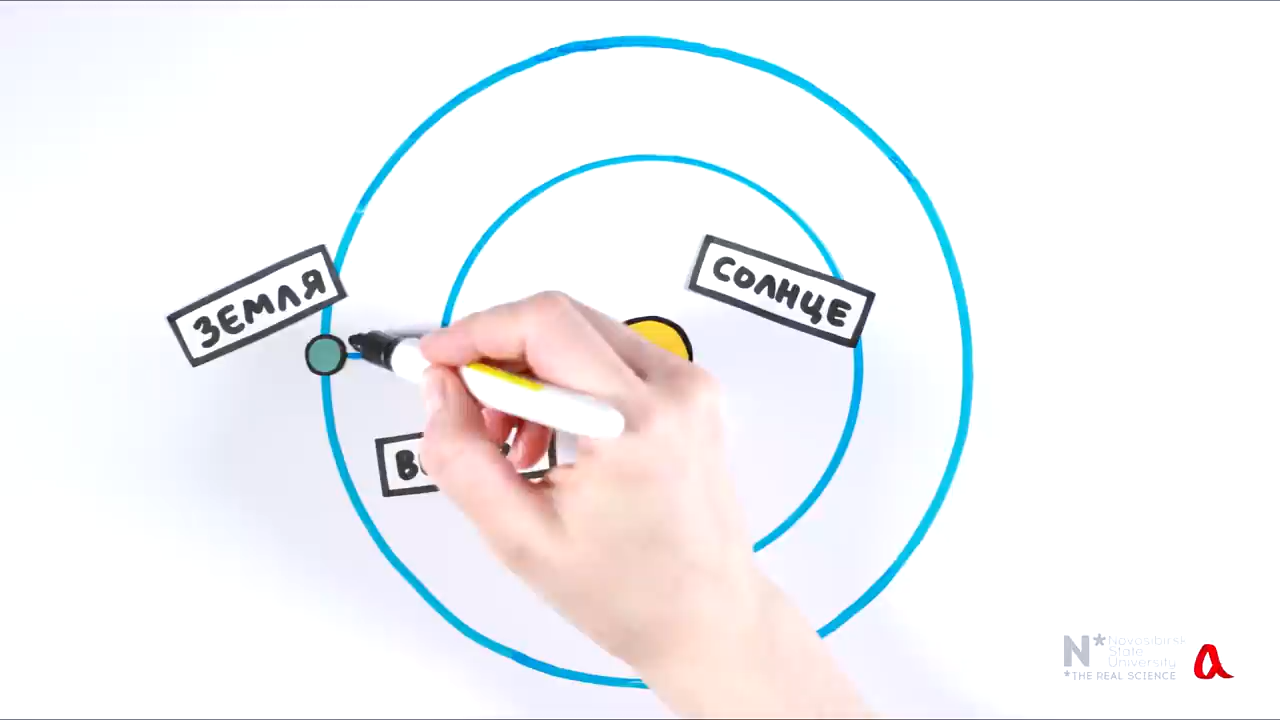 СОЛНЦЕ
ЗЕМЛЯ
N* Novosibirsk
State
University
*THE REAL SCIENCE